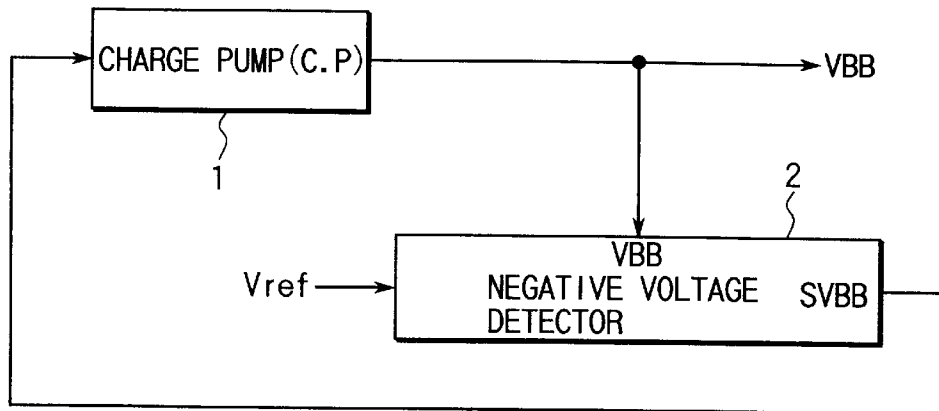 CHARGE PUMP(C.P)
VBB
1
2
VBB
Vref
NEGATIVE VOLTAGE
SVBB
DETECTOR